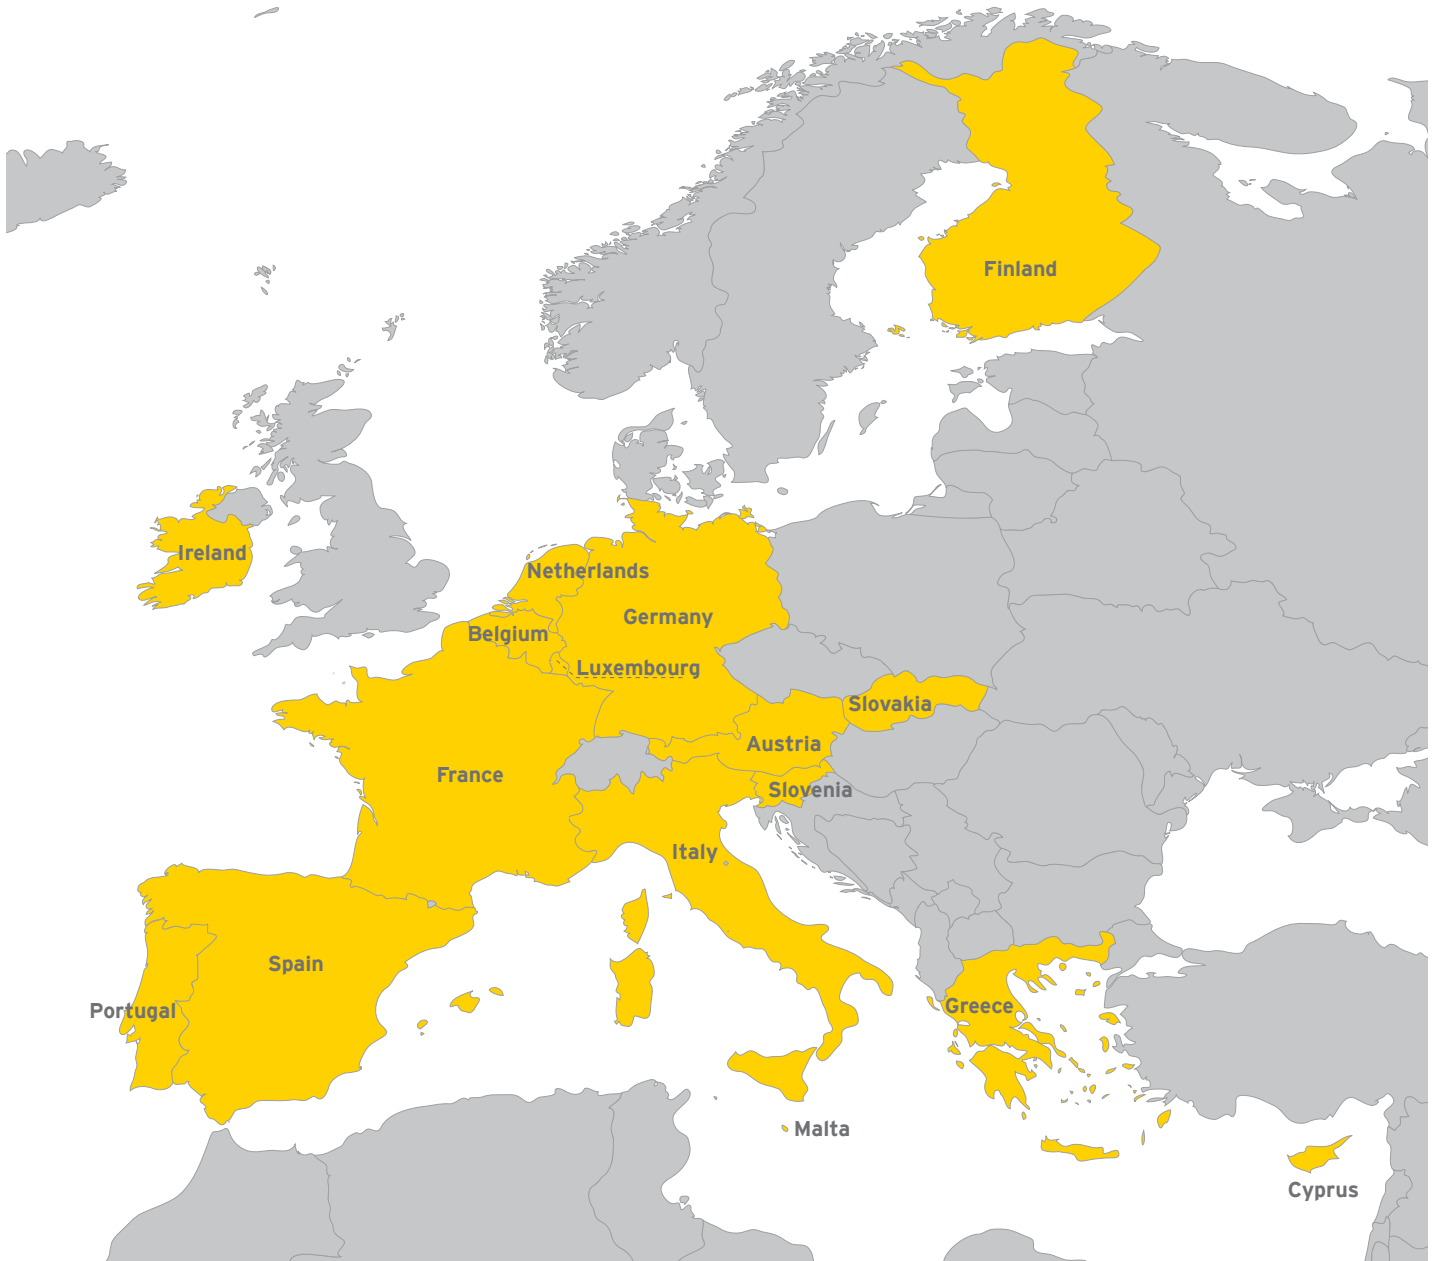 Finland
Ireland
Netherlands
Germany
Belgium
Luxembourg
Slovakia
Austria
France
Slovenia
Italy
Spain
Portugal
Greece
Malta
Cyprus